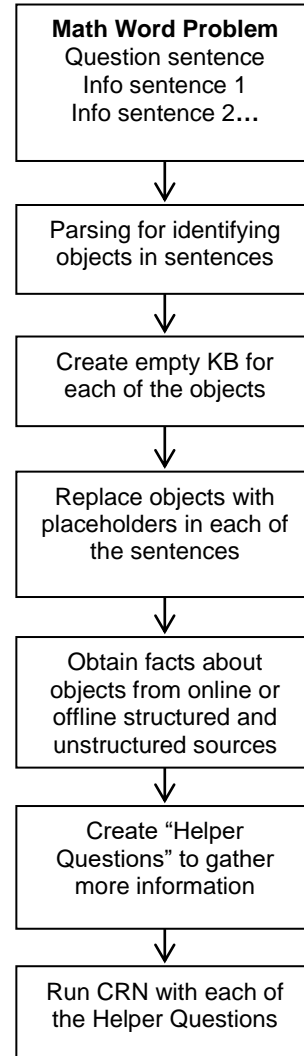 Math Word Problem
Question sentence
Info sentence 1
Info sentence 2...
Parsing for identifying
objects in sentences
Create empty KB for
each of the objects
Replace objects with
placeholders in each of
the sentences
Obtain facts about
objects from online or
offline structured and
unstructured sources
Create “Helper
Questions” to gather
more information
Run CRN with each of
the Helper Questions